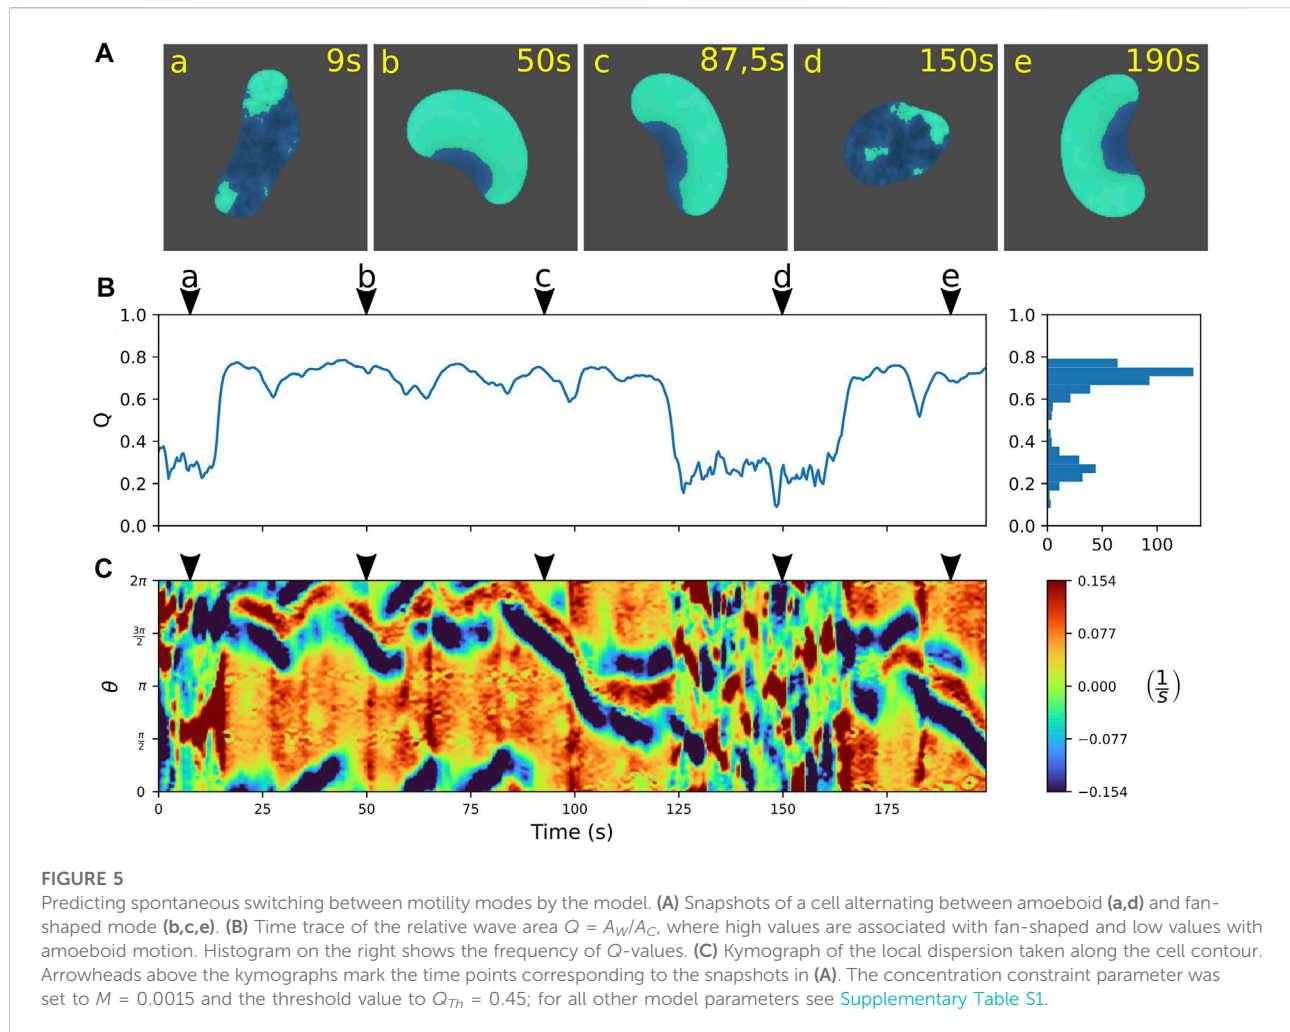 A
a 9s b 50s c 87,5s d 150s e 190s
a b c d e
B
1.0 1.0
0.8 0.8
0.6 0.6
Q
0.4 0.4
0.2 0.2
0.0 0.0
0 50 100
C
2π 0.154
3π/2 0.077
θ π 0.000 (1/s)
π/2 −0.077
0 −0.154
0 25 50 75 100 125 150 175
Time (s)
FIGURE 5
Predicting spontaneous switching between motility modes by the model. (A) Snapshots of a cell alternating between amoeboid (a,d) and fan-
shaped mode (b,c,e). (B) Time trace of the relative wave area Q = A_W/A_C, where high values are associated with fan-shaped and low values with
amoeboid motion. Histogram on the right shows the frequency of Q-values. (C) Kymograph of the local dispersion taken along the cell contour.
Arrowheads above the kymographs mark the time points corresponding to the snapshots in (A). The concentration constraint parameter was
set to M = 0.0015 and the threshold value to Q_Th = 0.45; for all other model parameters see Supplementary Table S1.